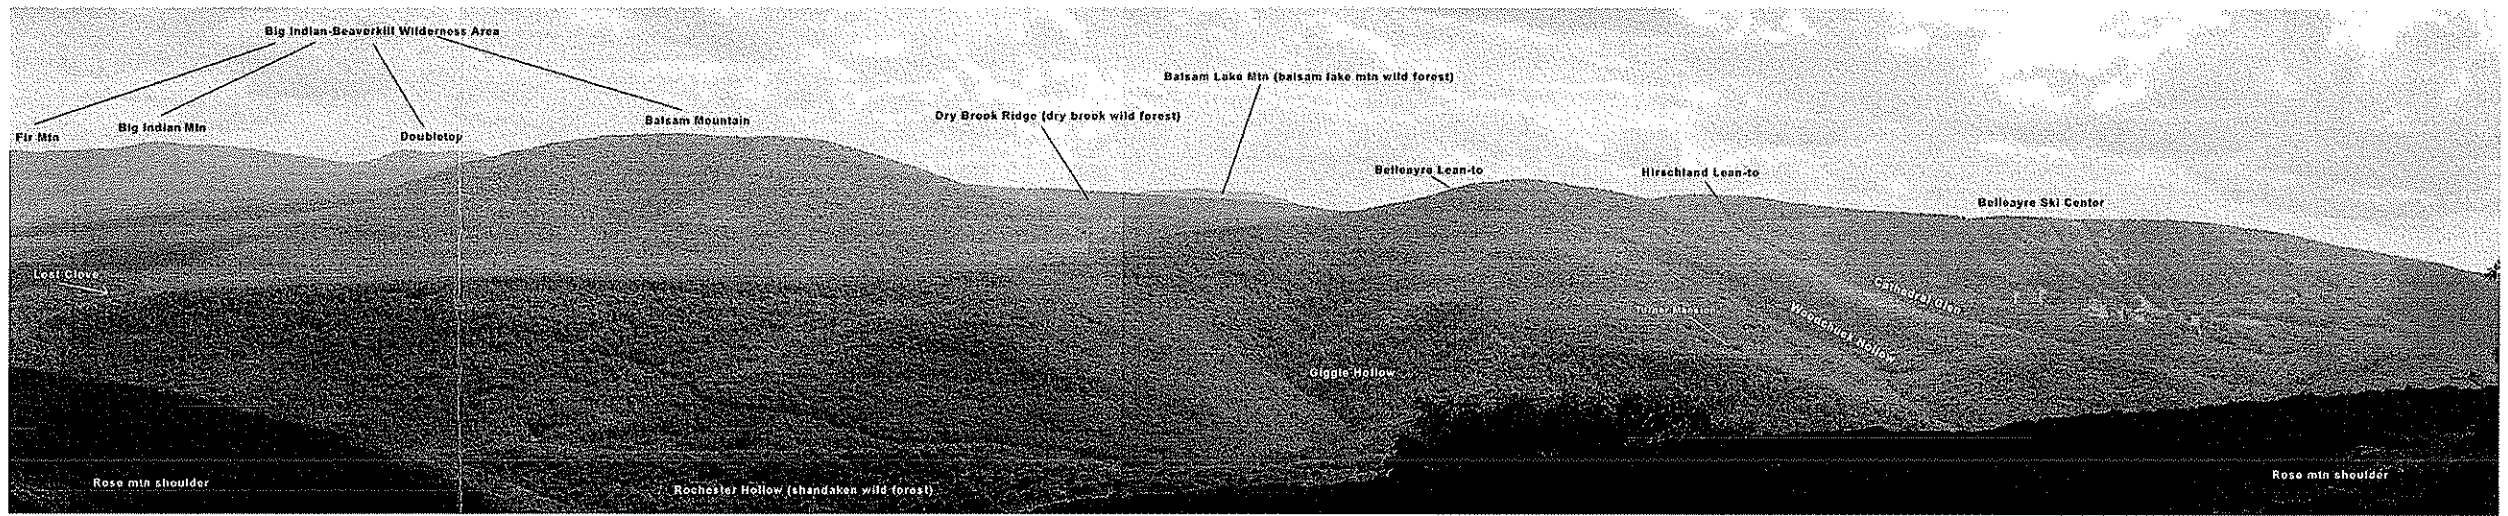 Big Indian-Beaverkill Wilderness Area
Balsam Lake Mtn (balsam lake mtn wild forest)
Dry Brook Ridge (dry brook wild forest)
Balsam Mountain
Big Indian Mtn
Fir Mtn
Doubletop
Belleayre Lean-to
Hirschland Lean-to
Belleayre Ski Center
Lost Clove
Cathedral Glen
Turner Mansion
Woodchuck Hollow
Giggle Hollow
Rose mtn shoulder
Rochester Hollow (shandaken wild forest)
Rose mtn shoulder